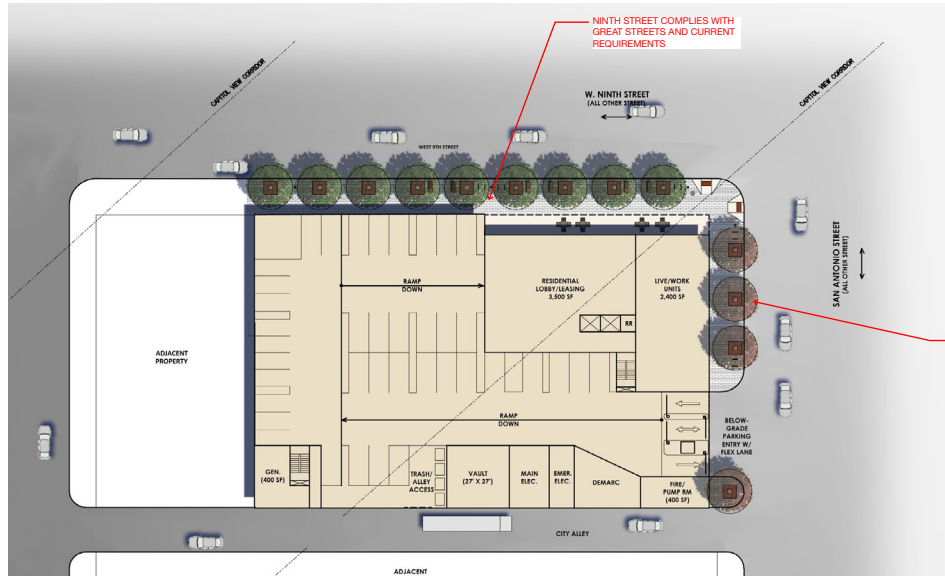 NINTH STREET COMPLIES WITH
GREAT STREETS AND CURRENT
REQUIREMENTS
CAPITOL VIEW CORRIDOR
CAPITOL VIEW CORRIDOR
W. NINTH STREET
(ALL OTHER STREET)
WEST 9TH STREET
SAN ANTONIO STREET
(ALL OTHER STREET)
RAMP
DOWN
RESIDENTIAL
LOBBY/LEASING
3,500 SF
LIVE/WORK
UNITS
2,400 SF
RR
ADJACENT
PROPERTY
RAMP
DOWN
BELOW-
GRADE
PARKING
ENTRY W/
FLEX LANE
GEN.
(400 SF)
TRASH/
ALLEY
ACCESS
VAULT
(27' X 27')
MAIN
ELEC.
EMER.
ELEC.
DEMARC
FIRE/
PUMP RM
(400 SF)
CITY ALLEY
ADJACENT